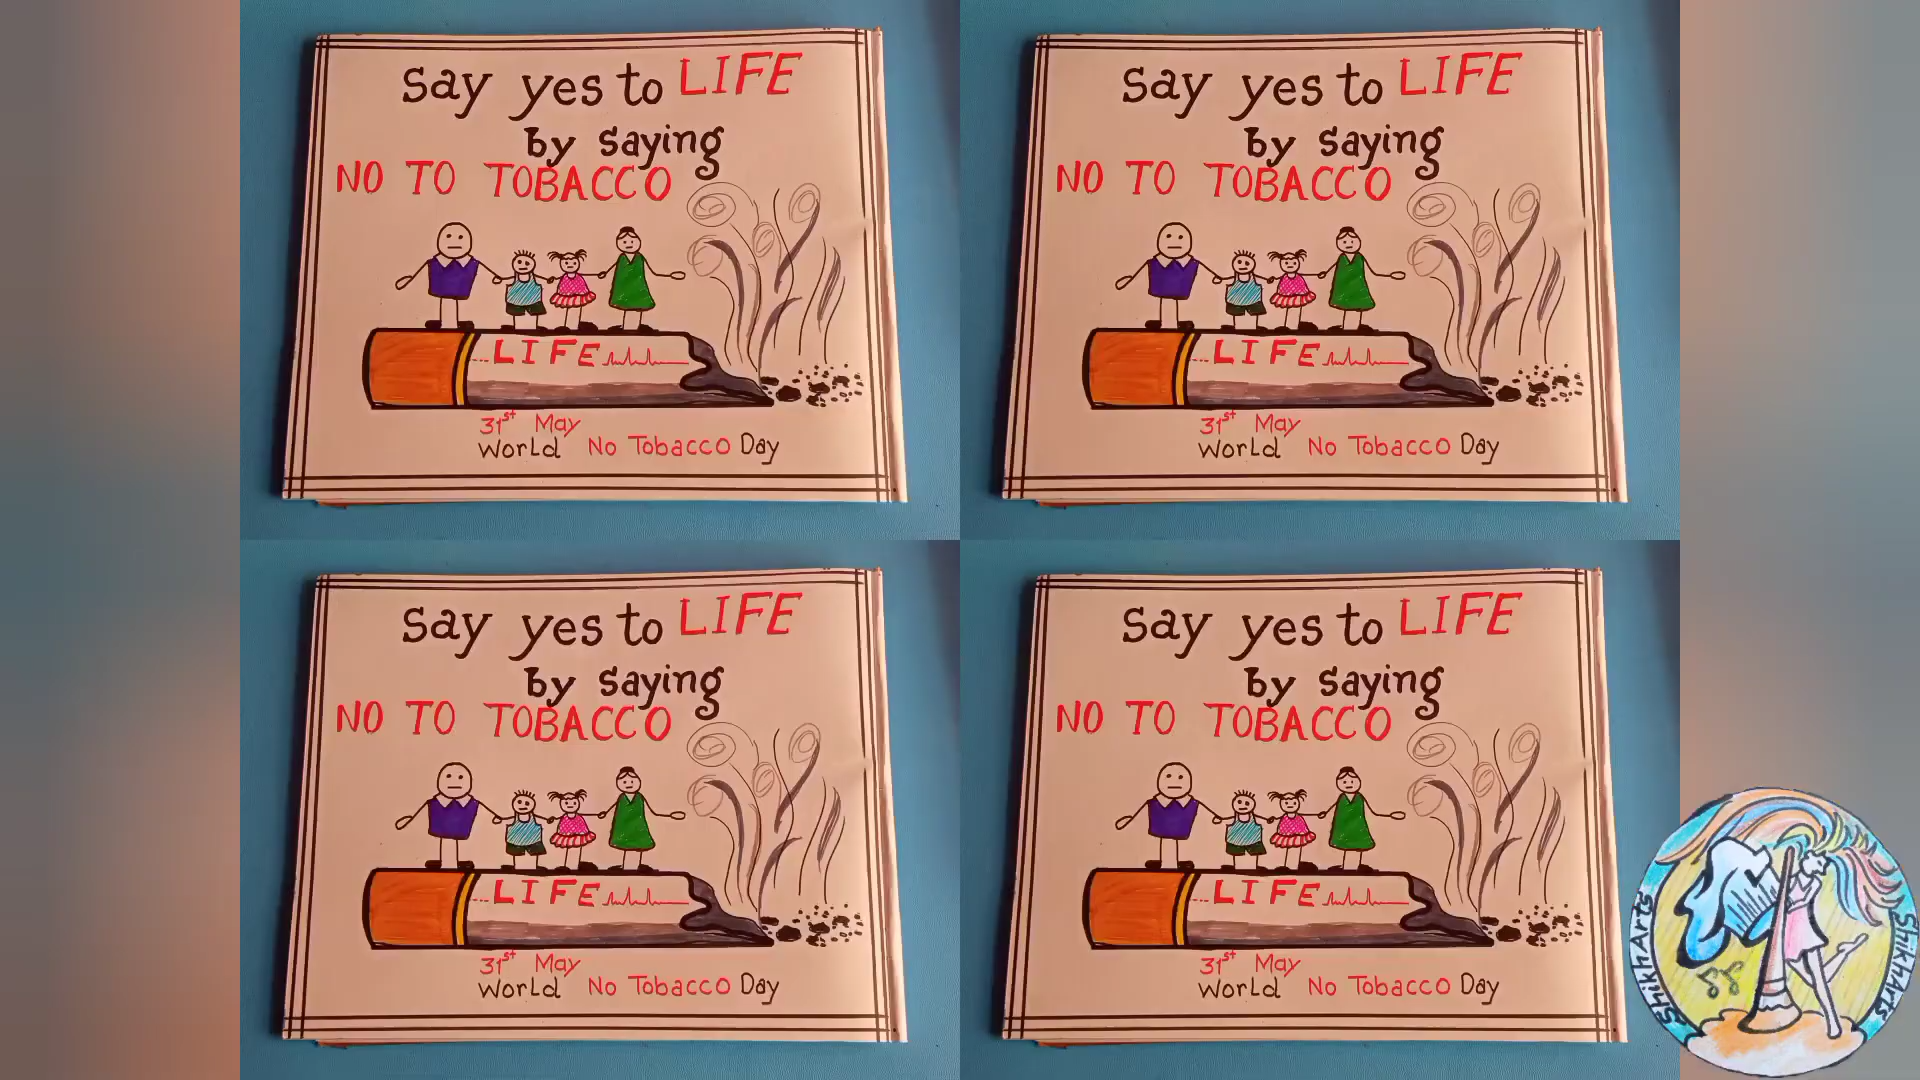 Say yes to LIFE
by saying
NO TO TOBACCO
LIFE
31st May
World No Tobacco Day
Say yes to LIFE
by saying
NO TO TOBACCO
LIFE
31st May
World No Tobacco Day
Say yes to LIFE
by saying
NO TO TOBACCO
LIFE
31st May
World No Tobacco Day
Say yes to LIFE
by saying
NO TO TOBACCO
LIFE
31st May
World No Tobacco Day
ShikhArts
ShikhArts